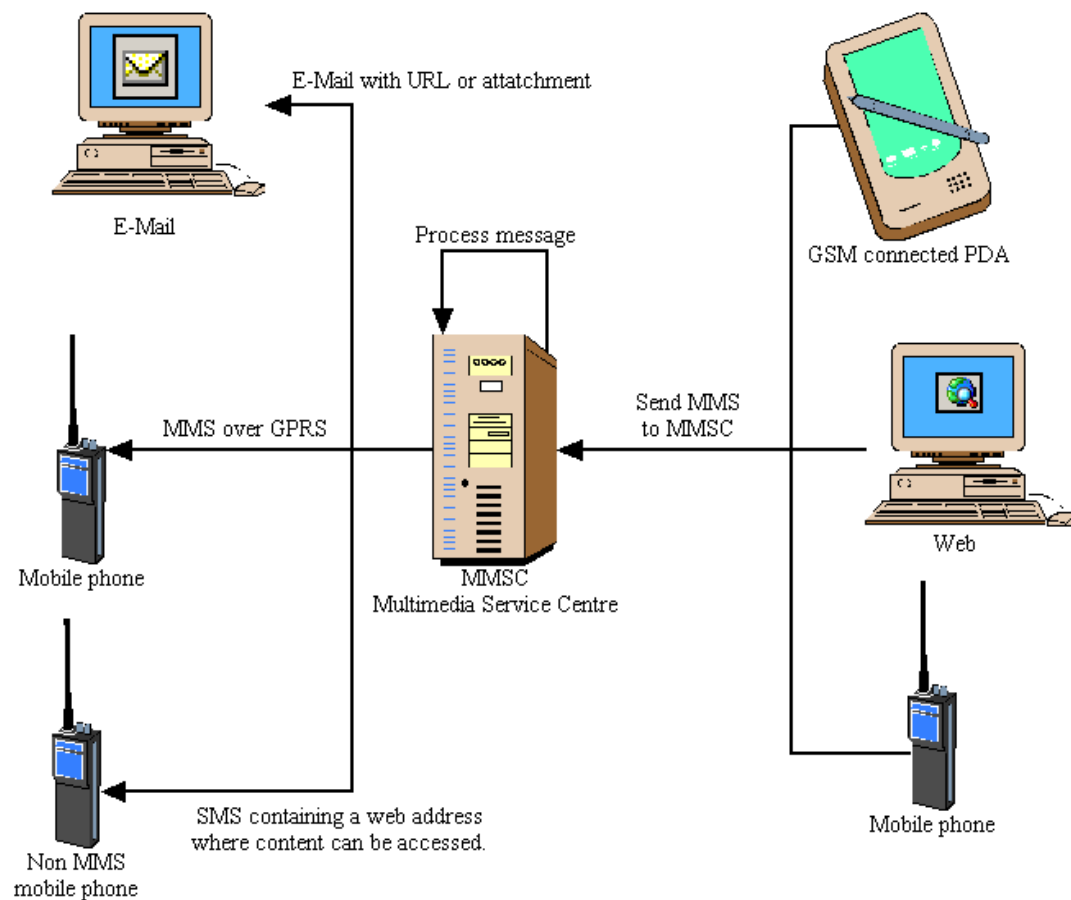 E-Mail with URL or attatchment
E-Mail
GSM connected PDA
Process message
Send MMS
to MMSC
MMS over GPRS
Web
Mobile phone
MMSC
Multimedia Service Centre
SMS containing a web address
where content can be accessed.
Mobile phone
Non MMS
mobile phone